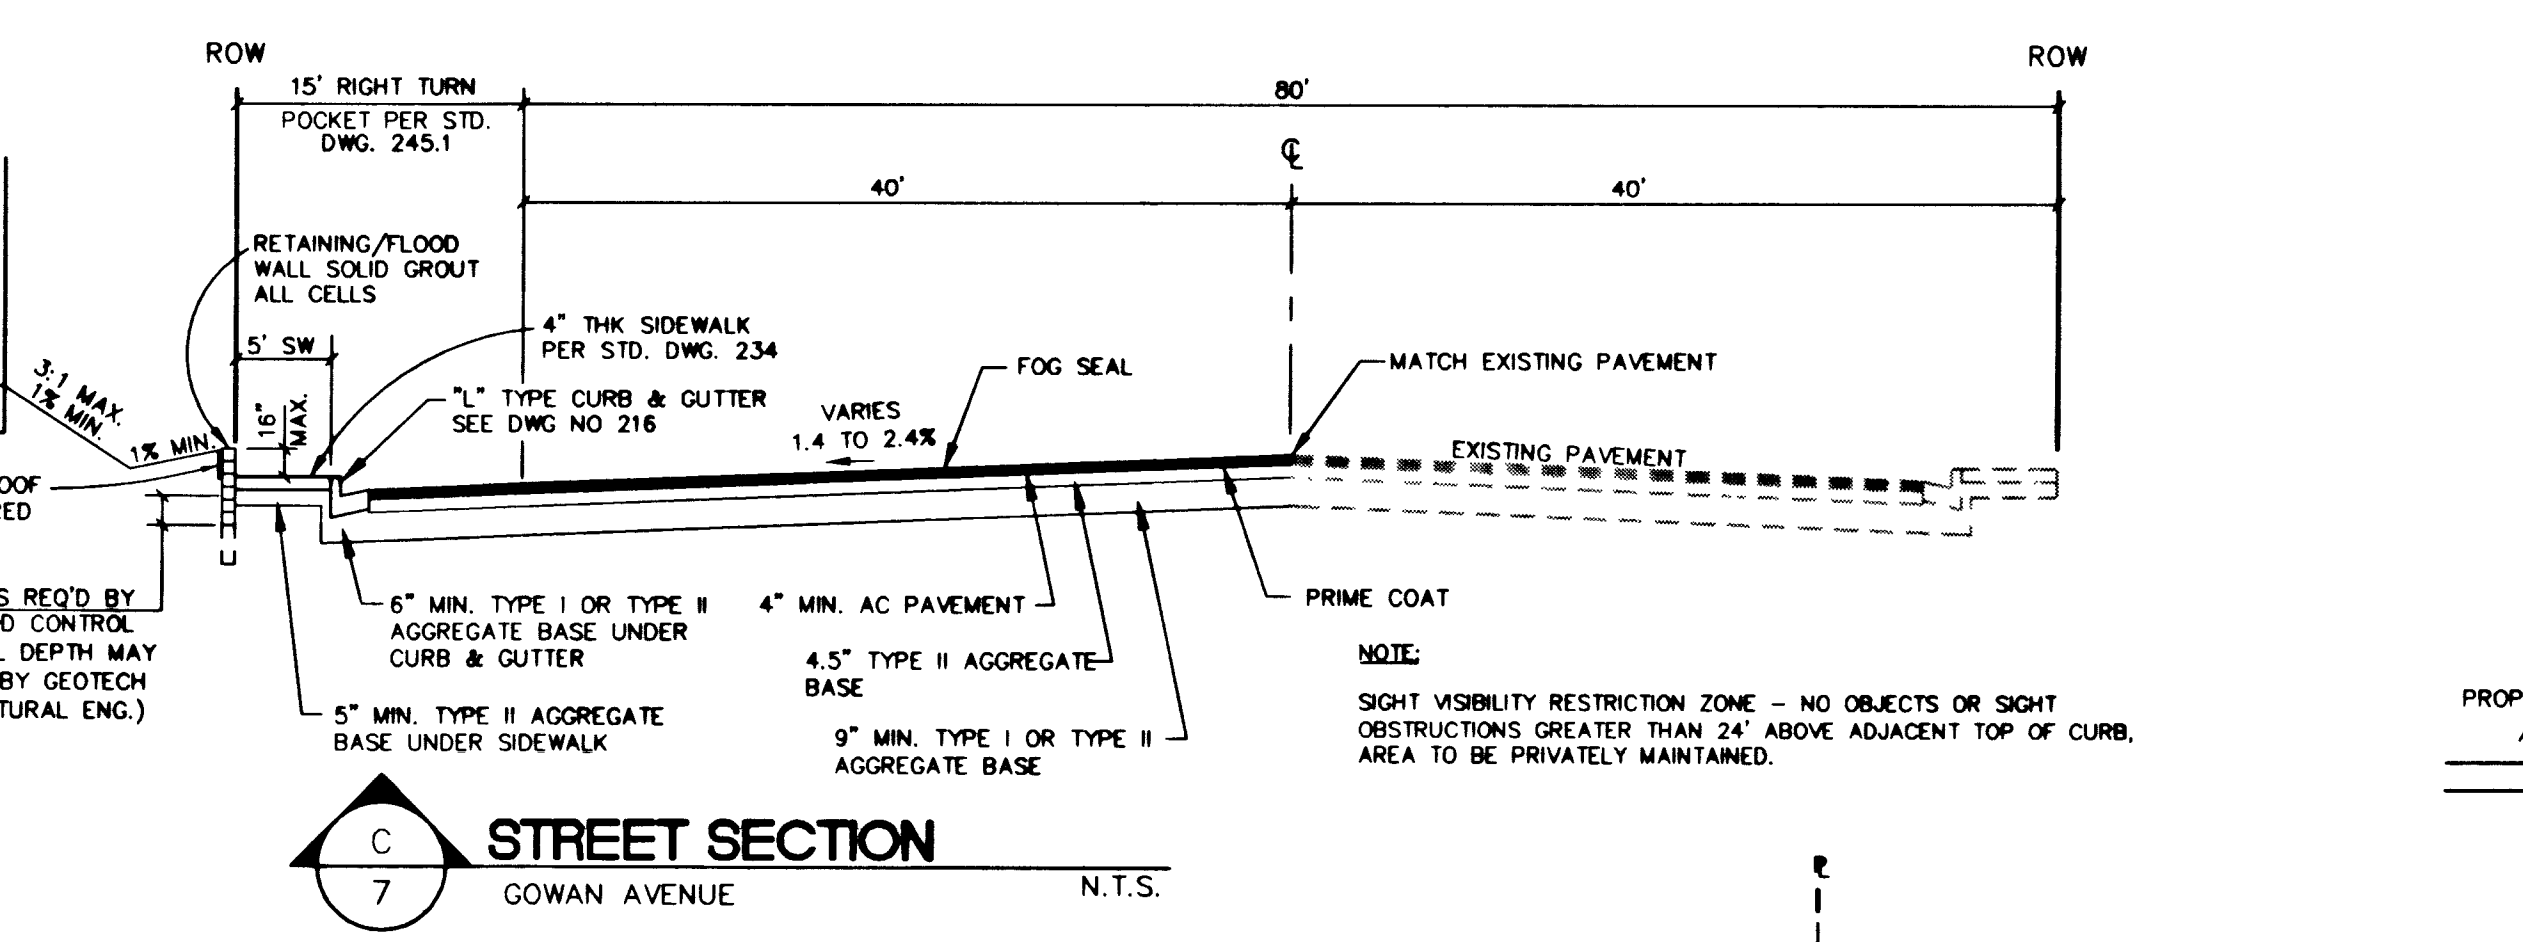 ROW
ROW
15' RIGHT TURN
POCKET PER STD.
DWG. 245.1
80'
℄
40'
40'
RETAINING/FLOOD
WALL SOLID GROUT
ALL CELLS
5' SW
4" THK SIDEWALK
PER STD. DWG. 234
16"
MAX.
"L" TYPE CURB & GUTTER
SEE DWG NO 216
FOG SEAL
MATCH EXISTING PAVEMENT
VARIES
1.4 TO 2.4%
EXISTING PAVEMENT
3:1 MAX.
1% MIN.
1% MIN.
OOF
RED
S REQ'D BY
D CONTROL
L DEPTH MAY
BY GEOTECH
TURAL ENG.)
6" MIN. TYPE I OR TYPE II
AGGREGATE BASE UNDER
CURB & GUTTER
5" MIN. TYPE II AGGREGATE
BASE UNDER SIDEWALK
4" MIN. AC PAVEMENT
4.5" TYPE II AGGREGATE
BASE
9" MIN. TYPE I OR TYPE II
AGGREGATE BASE
PRIME COAT
NOTE:
SIGHT VISIBILITY RESTRICTION ZONE - NO OBJECTS OR SIGHT
OBSTRUCTIONS GREATER THAN 24' ABOVE ADJACENT TOP OF CURB,
AREA TO BE PRIVATELY MAINTAINED.
PROP
C
7
STREET SECTION
GOWAN AVENUE
N.T.S.